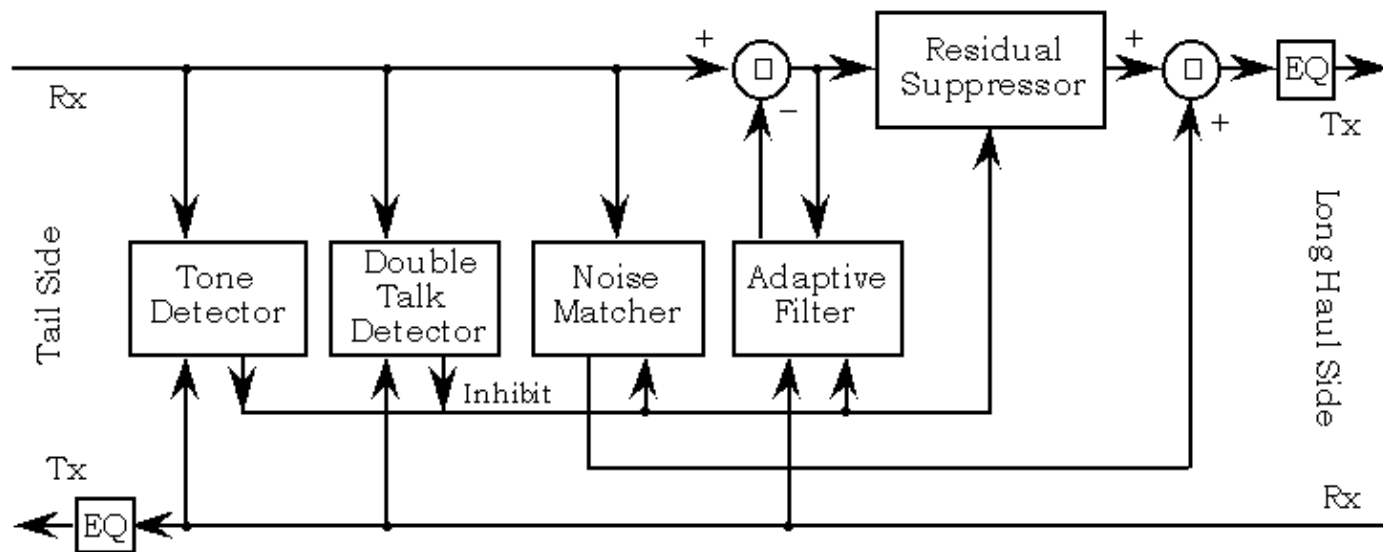 +
Residual
Suppressor
+
EQ
Rx
−
+
Tx
Tail Side
Tone
Detector
Double
Talk
Detector
Noise
Matcher
Adaptive
Filter
Long Haul Side
Inhibit
Tx
EQ
Rx